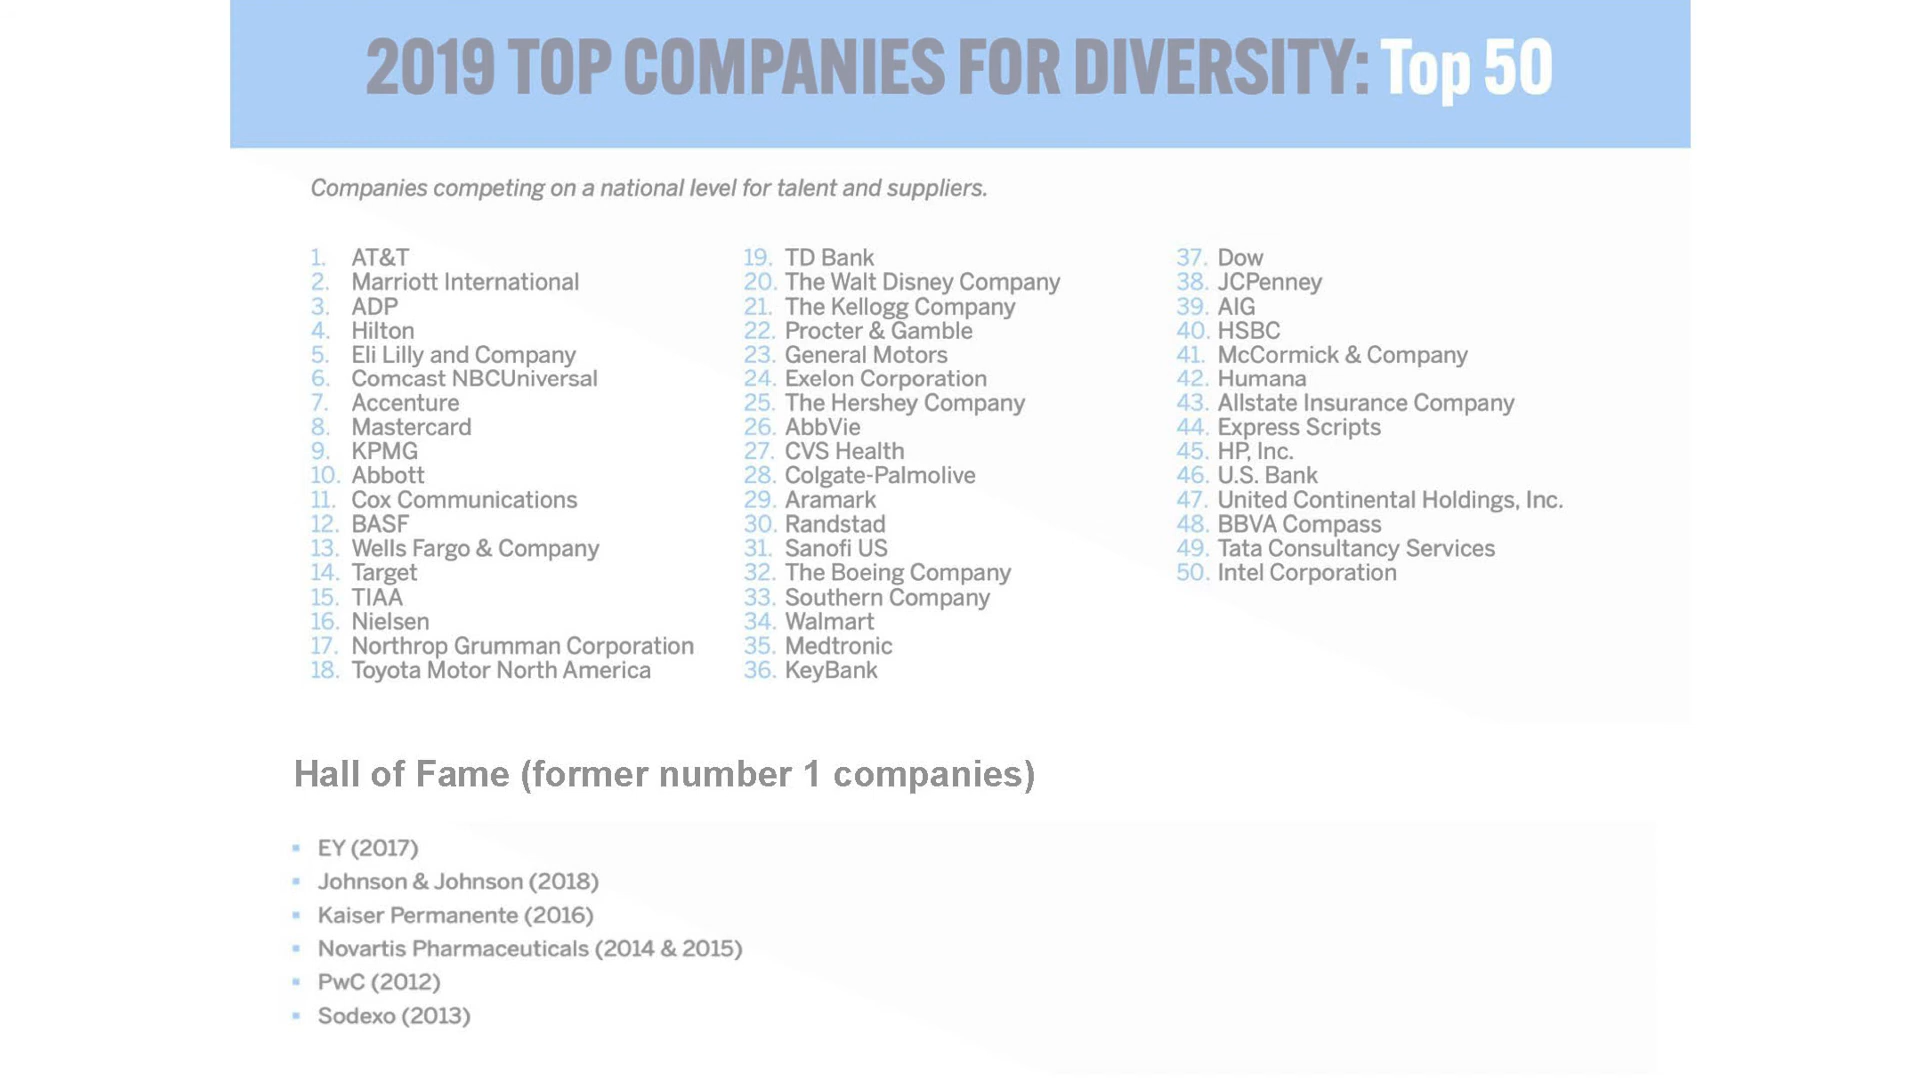 2019 TOP COMPANIES FOR DIVERSITY: Top 50
Companies competing on a national level for talent and suppliers.
1. AT&T
2. Marriott International
3. ADP
4. Hilton
5. Eli Lilly and Company
6. Comcast NBCUniversal
7. Accenture
8. Mastercard
9. KPMG
10. Abbott
11. Cox Communications
12. BASF
13. Wells Fargo & Company
14. Target
15. TIAA
16. Nielsen
17. Northrop Grumman Corporation
18. Toyota Motor North America
19. TD Bank
20. The Walt Disney Company
21. The Kellogg Company
22. Procter & Gamble
23. General Motors
24. Exelon Corporation
25. The Hershey Company
26. AbbVie
27. CVS Health
28. Colgate-Palmolive
29. Aramark
30. Randstad
31. Sanofi US
32. The Boeing Company
33. Southern Company
34. Walmart
35. Medtronic
36. KeyBank
37. Dow
38. JCPenney
39. AIG
40. HSBC
41. McCormick & Company
42. Humana
43. Allstate Insurance Company
44. Express Scripts
45. HP, Inc.
46. U.S. Bank
47. United Continental Holdings, Inc.
48. BBVA Compass
49. Tata Consultancy Services
50. Intel Corporation
Hall of Fame (former number 1 companies)
▪ EY (2017)
▪ Johnson & Johnson (2018)
▪ Kaiser Permanente (2016)
▪ Novartis Pharmaceuticals (2014 & 2015)
▪ PwC (2012)
▪ Sodexo (2013)